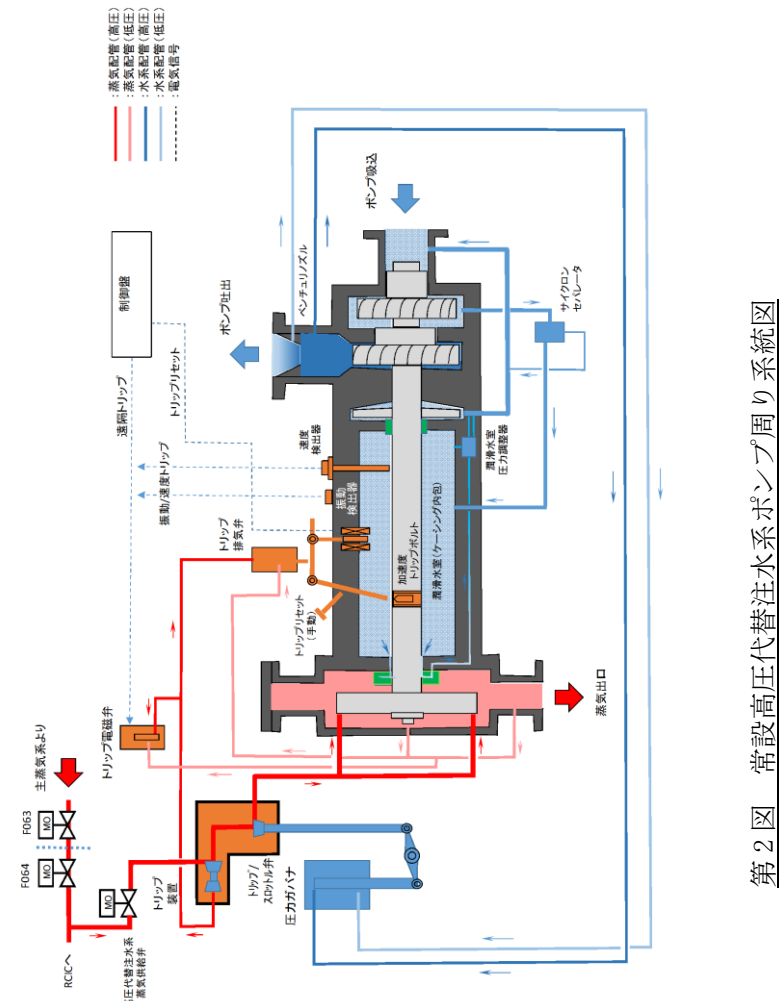 :蒸気配管(高圧)
:蒸気配管(低圧)
:水系配管(高圧)
:水系配管(低圧)
:電気信号
制御盤
遠隔トリップ
トリップリセット
振動/速度トリップ
ポンプ吐出
ベンチュリノズル
ポンプ吸込
速度
検出器
振動
検出器
トリップ
排気弁
トリップリセット
(手動)
加速度
トリップボルト
潤滑水室(ケーシング内包)
潤滑水室
圧力調整器
サイクロン
セパレータ
蒸気出口
トリップ電磁弁
主蒸気系より
F063
MO
F064
MO
MO
RCICへ
圧代替注水系
蒸気供給弁
トリップ
装置
トリップ/
スロットル弁
圧力ガバナ
第2図 常設高圧代替注水系ポンプ周り系統図